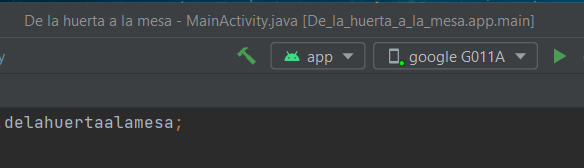 De la huerta a la mesa - MainActivity.java [De_la_huerta_a_la_mesa.app.main]
y app google G011A
.delahuertaalamesa;